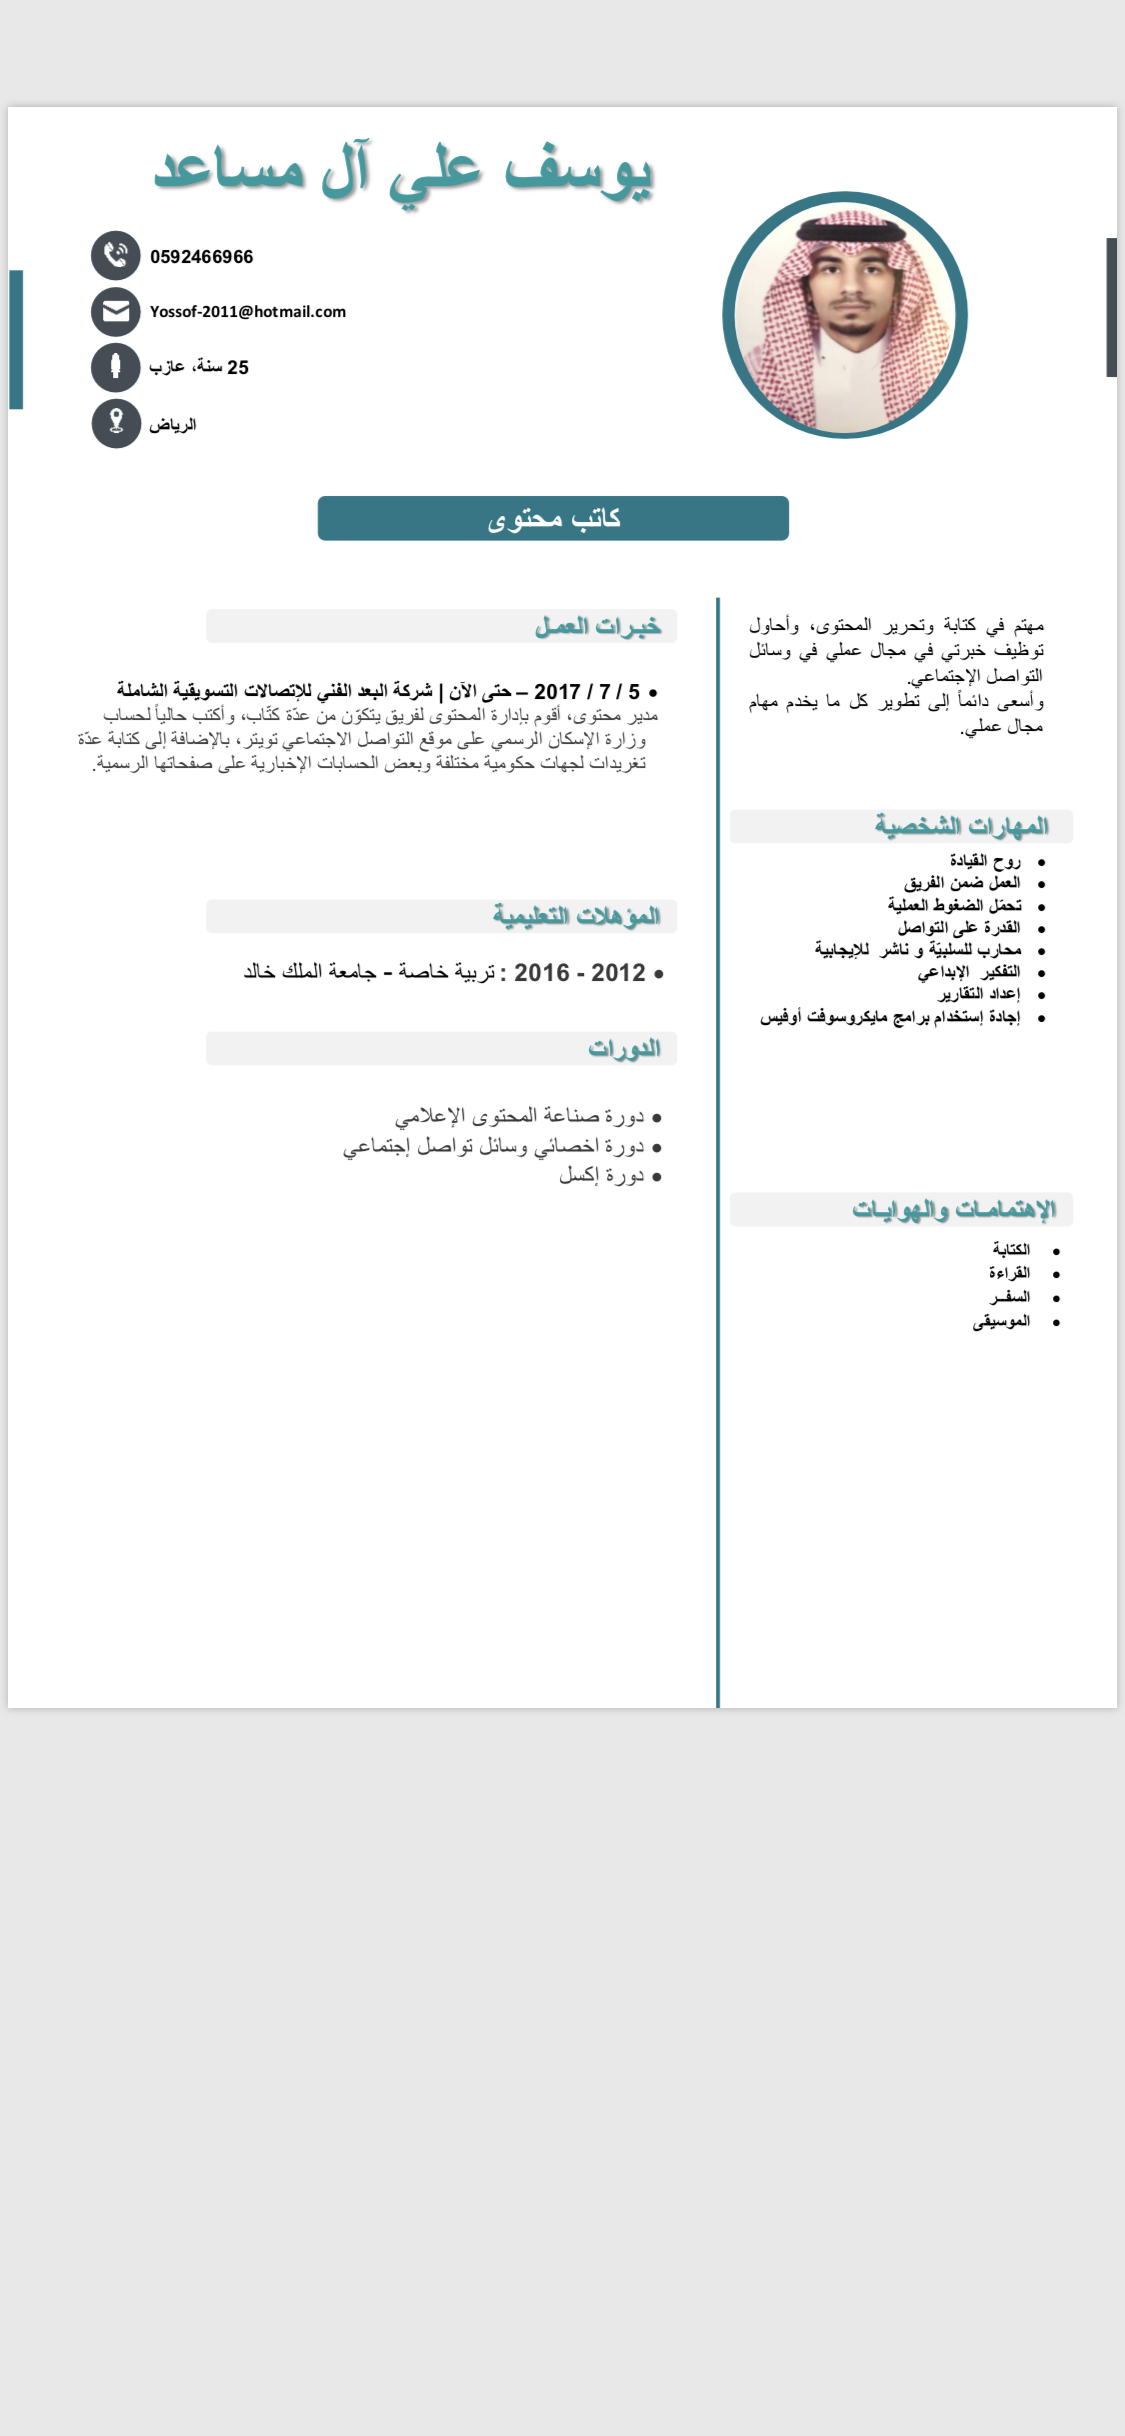 يوسف علي آل مساعد
0592466966
Yossof-2011@hotmail.com
25 سنة، عازب
الرياض
كاتب محتوى
مهتم في كتابة وتحرير المحتوى، وأحاول
توظيف خبرتي في مجال عملي في وسائل
التواصل الإجتماعي.
وأسعى دائماً إلى تطوير كل ما يخدم مهام
مجال عملي.
المهارات الشخصية
• روح القيادة
• العمل ضمن الفريق
• تحمّل الضغوط العملية
• القدرة على التواصل
• محارب للسلبيّة و ناشر للإيجابية
• التفكير الإبداعي
• إعداد التقارير
• إجادة إستخدام برامج مايكروسوفت أوفيس
الإهتمامـات والهوايـات
• الكتابة
• القراءة
• السفــر
• الموسيقى
خبـرات العمـل
• 5 / 7 / 2017 – حتى الآن | شركة البعد الفني للإتصالات التسويقية الشاملة
مدير محتوى، أقوم بإدارة المحتوى لفريق يتكوّن من عدّة كتّاب، وأكتب حالياً لحساب
وزارة الإسكان الرسمي على موقع التواصل الاجتماعي تويتر، بالإضافة إلى كتابة عدّة
تغريدات لجهات حكومية مختلفة وبعض الحسابات الإخبارية على صفحاتها الرسمية.
المؤهلات التعليمية
• 2012 - 2016 : تربية خاصة - جامعة الملك خالد
الدورات
• دورة صناعة المحتوى الإعلامي
• دورة اخصائي وسائل تواصل إجتماعي
• دورة إكسل